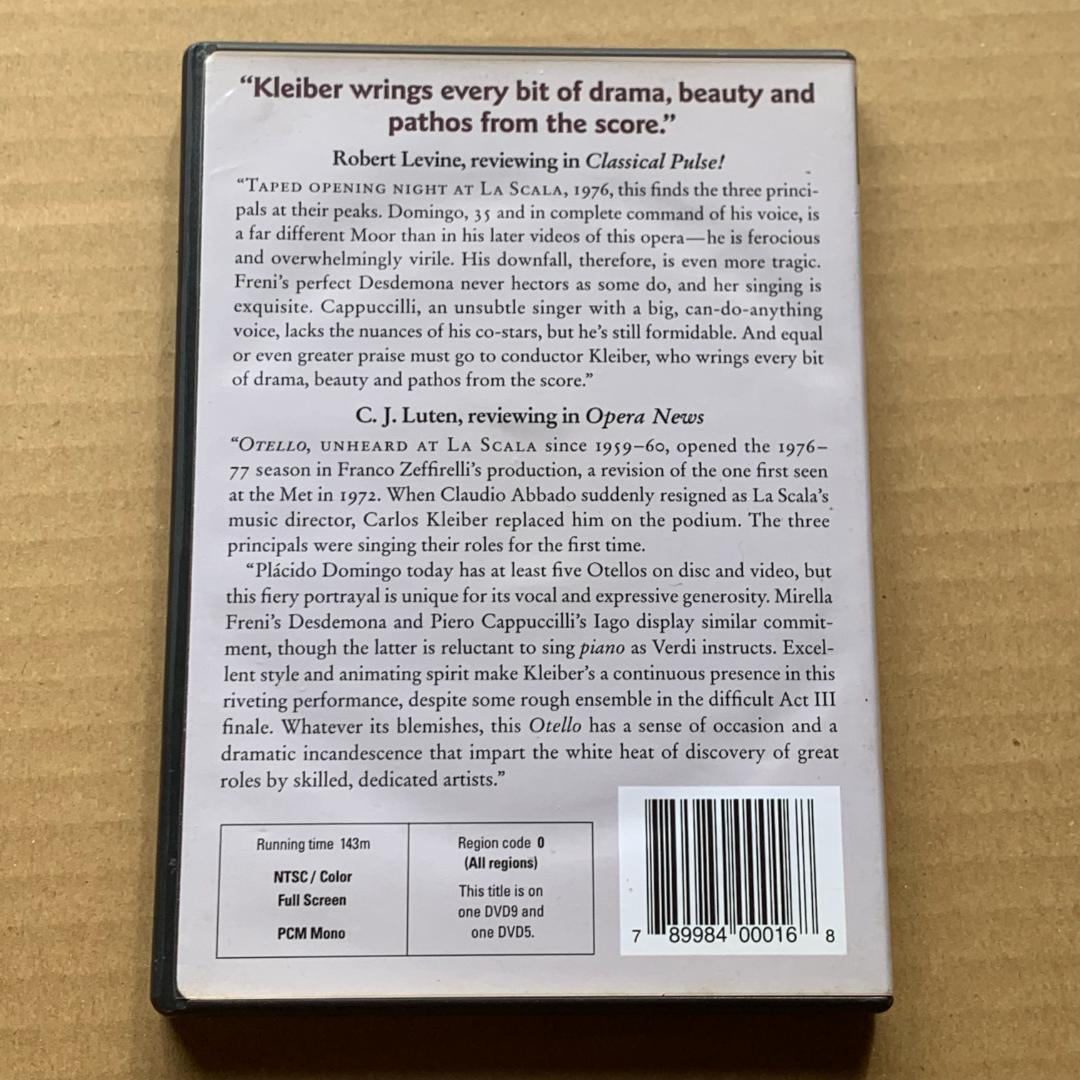 “Kleiber wrings every bit of drama, beauty and
pathos from the score.”
Robert Levine, reviewing in Classical Pulse!
“TAPED OPENING NIGHT AT LA SCALA, 1976, this finds the three princi-
pals at their peaks. Domingo, 35 and in complete command of his voice, is
a far different Moor than in his later videos of this opera—he is ferocious
and overwhelmingly virile. His downfall, therefore, is even more tragic.
Freni’s perfect Desdemona never hectors as some do, and her singing is
exquisite. Cappuccilli, an unsubtle singer with a big, can-do-anything
voice, lacks the nuances of his co-stars, but he’s still formidable. And equal
or even greater praise must go to conductor Kleiber, who wrings every bit
of drama, beauty and pathos from the score.”
C. J. Luten, reviewing in Opera News
“OTELLO, UNHEARD AT LA SCALA since 1959–60, opened the 1976–
77 season in Franco Zeffirelli’s production, a revision of the one first seen
at the Met in 1972. When Claudio Abbado suddenly resigned as La Scala’s
music director, Carlos Kleiber replaced him on the podium. The three
principals were singing their roles for the first time.
“Plácido Domingo today has at least five Otellos on disc and video, but
this fiery portrayal is unique for its vocal and expressive generosity. Mirella
Freni’s Desdemona and Piero Cappuccilli’s Iago display similar commit-
ment, though the latter is reluctant to sing piano as Verdi instructs. Excel-
lent style and animating spirit make Kleiber’s a continuous presence in this
riveting performance, despite some rough ensemble in the difficult Act III
finale. Whatever its blemishes, this Otello has a sense of occasion and a
dramatic incandescence that impart the white heat of discovery of great
roles by skilled, dedicated artists.”
Running time 143m
NTSC / Color
Full Screen
PCM Mono
Region code 0
(All regions)
This title is on
one DVD9 and
one DVD5.
7 89984 00016 8